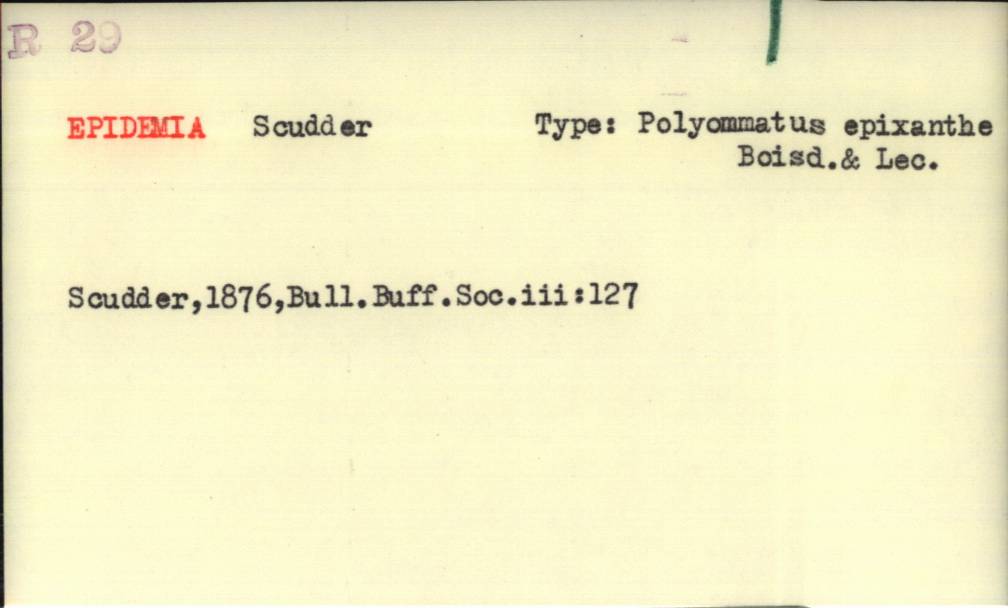 R 29
EPIDEMIA Scudder Type: Polyommatus epixanthe
Boisd.& Lec.
Scudder,1876,Bull.Buff.Soc.iii:127